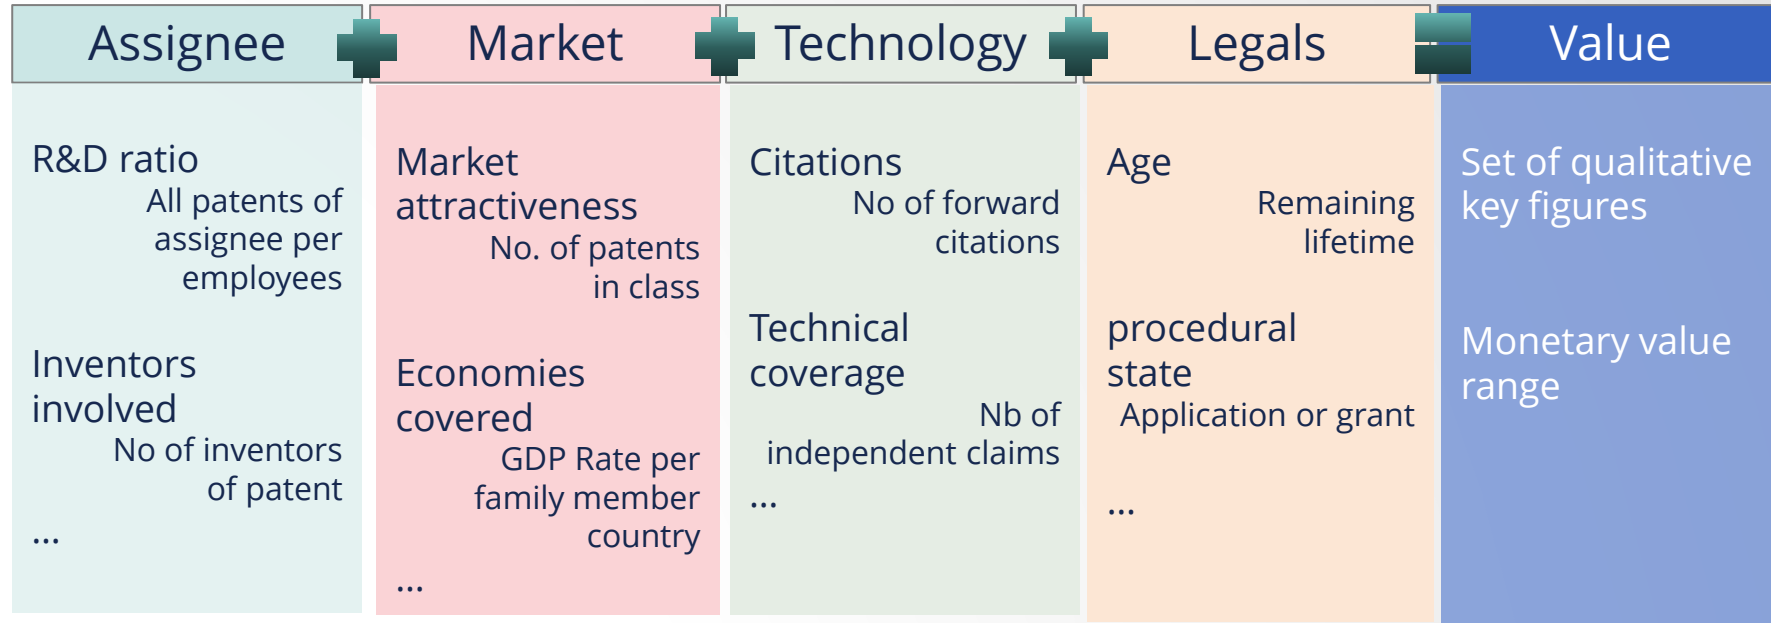 Assignee
Market
Technology
Legals
Value
R&D ratio
All patents of
assignee per
employees
Inventors
involved
No of inventors
of patent
...
Market
attractiveness
No. of patents
in class
Economies
covered
GDP Rate per
family member
country
...
Citations
No of forward
citations
Technical
coverage
Nb of
independent claims
...
Age
Remaining
lifetime
procedural
state
Application or grant
...
Set of qualitative
key figures
Monetary value
range